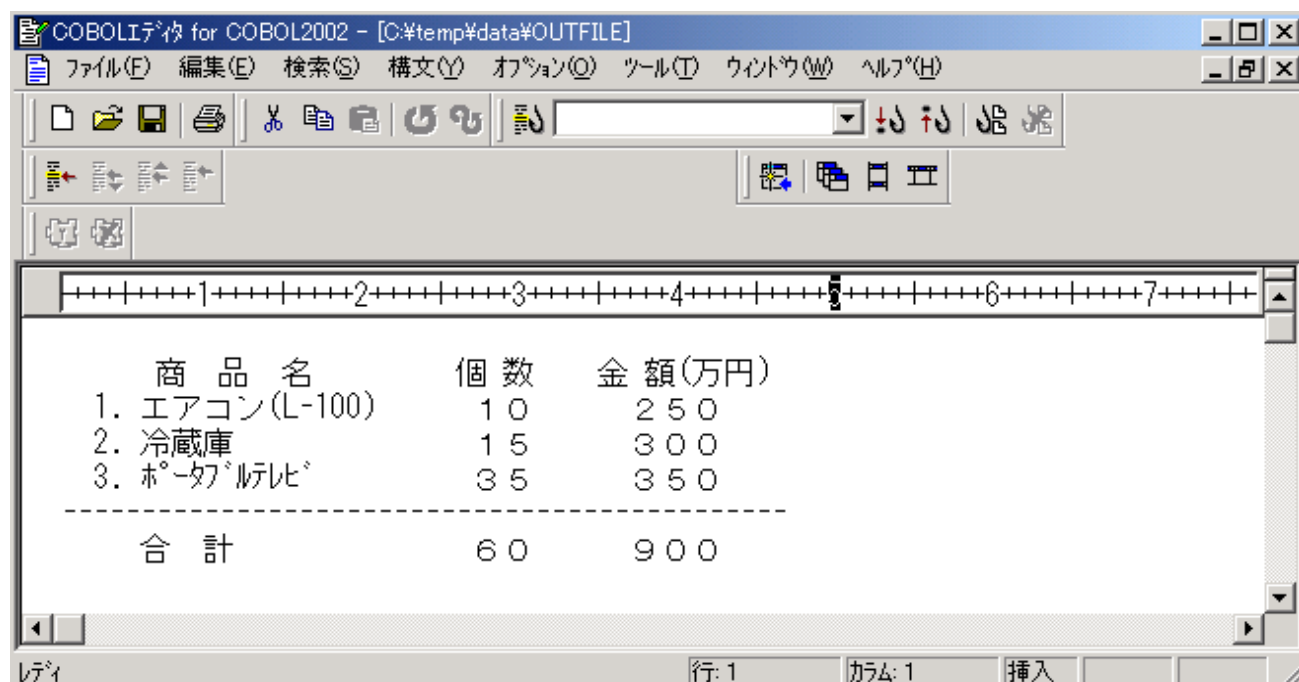 COBOLｴﾃﾞｨﾀ for COBOL2002 - [C:¥temp¥data¥OUTFILE]
ﾌｧｲﾙ(F) 編集(E) 検索(S) 構文(Y) ｵﾌﾟｼｮﾝ(O) ﾂｰﾙ(T) ｳｨﾝﾄﾞｳ(W) ﾍﾙﾌﾟ(H)
1 2 3 4 5 6 7
商 品 名 個 数 金 額(万円)
1. エアコン(L-100) １０ ２５０
2. 冷蔵庫 １５ ３００
3. ﾎﾟｰﾀﾌﾞﾙﾃﾚﾋﾞ ３５ ３５０
-----------------------------------------------
合 計 ６０ ９００
ﾚﾃﾞｨ 行: 1 ｶﾗﾑ: 1 挿入